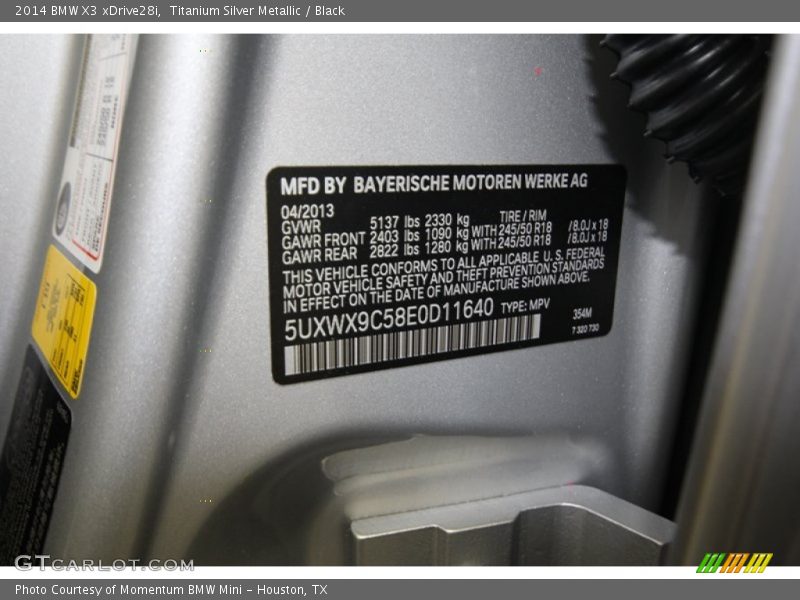 2014 BMW X3 xDrive28i, Titanium Silver Metallic / Black
MFD BY BAYERISCHE MOTOREN WERKE AG
04/2013 TIRE / RIM
GVWR 5137 lbs 2330 kg
GAWR FRONT 2403 lbs 1090 kg WITH 245/50 R18 /8.0J x 18
GAWR REAR 2822 lbs 1280 kg WITH 245/50 R18 /8.0J x 18
THIS VEHICLE CONFORMS TO ALL APPLICABLE U.S. FEDERAL
MOTOR VEHICLE SAFETY AND THEFT PREVENTION STANDARDS
IN EFFECT ON THE DATE OF MANUFACTURE SHOWN ABOVE.
5UXWX9C58E0D11640 TYPE: MPV 354M
7 320 730
GTCARLOT.COM
Photo Courtesy of Momentum BMW Mini - Houston, TX